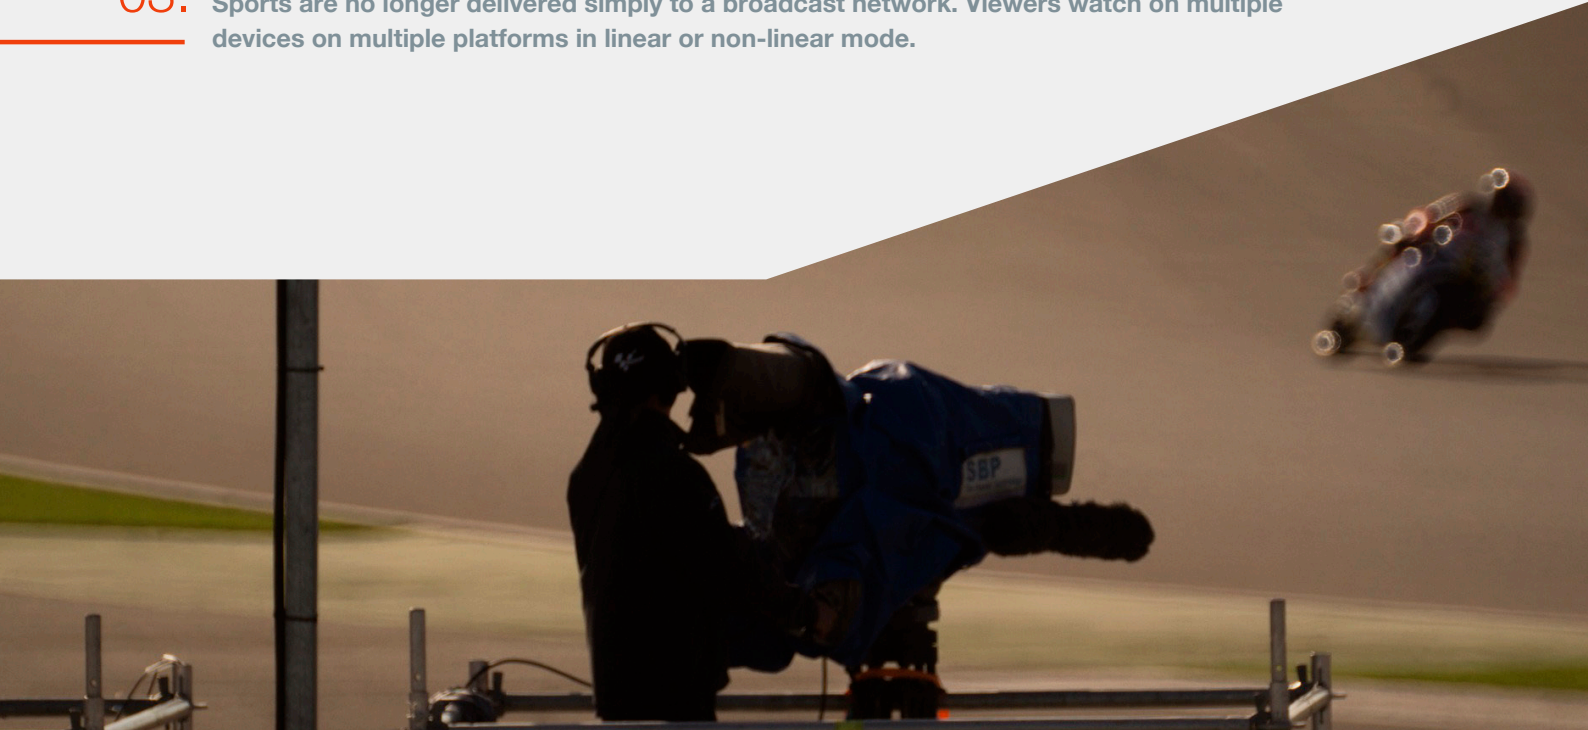 Sports are no longer delivered simply to a broadcast network. Viewers watch on multiple
devices on multiple platforms in linear or non-linear mode.
SBP